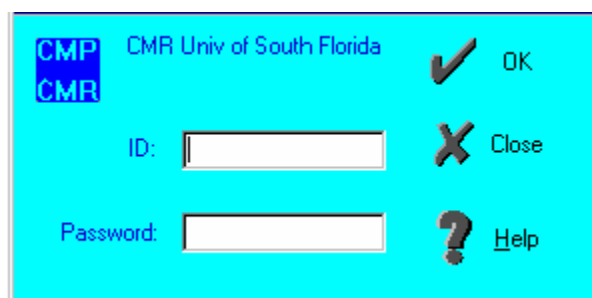 CMP
CMR
CMR Univ of South Florida
OK
ID:
Close
Password:
Help